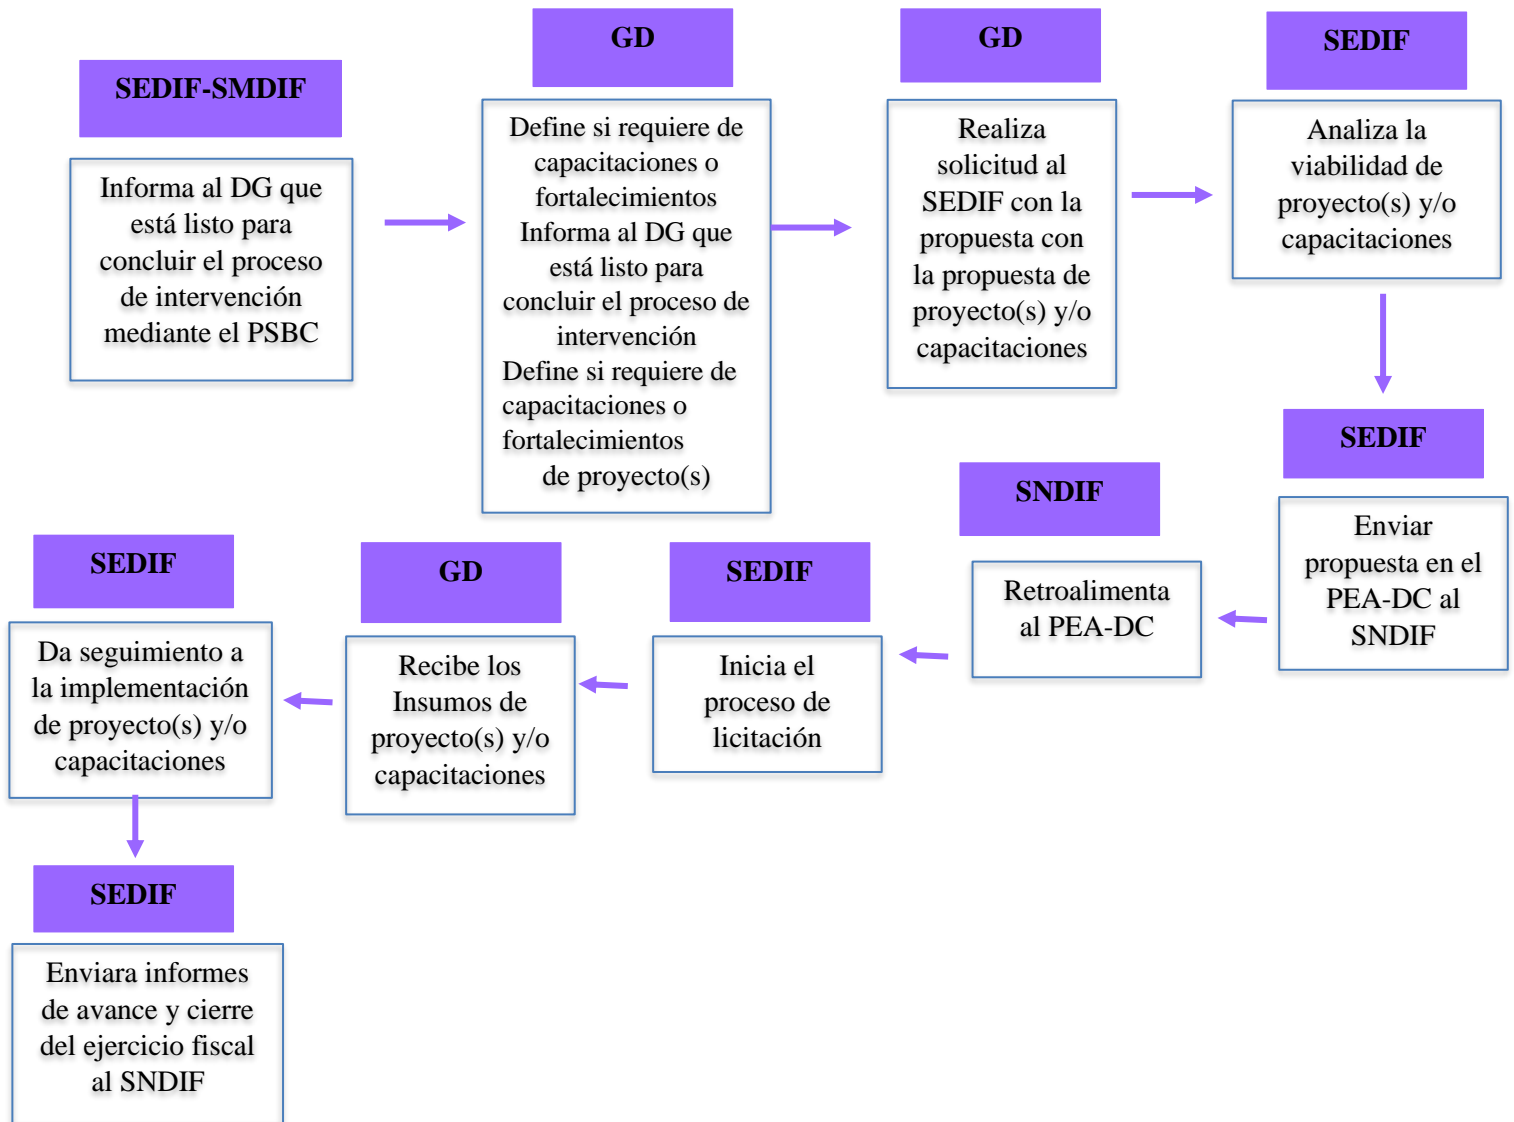 SEDIF-SMDIF
Informa al DG que
está listo para
concluir el proceso
de intervención
mediante el PSBC
GD
Define si requiere de
capacitaciones o
fortalecimientos
Informa al DG que
está listo para
concluir el proceso de
intervención
Define si requiere de
capacitaciones o
fortalecimientos
de proyecto(s)
GD
Realiza
solicitud al
SEDIF con la
propuesta con
la propuesta de
proyecto(s) y/o
capacitaciones
SEDIF
Analiza la
viabilidad de
proyecto(s) y/o
capacitaciones
SEDIF
Enviar
propuesta en el
PEA-DC al
SNDIF
SNDIF
Retroalimenta
al PEA-DC
SEDIF
Inicia el
proceso de
licitación
GD
Recibe los
Insumos de
proyecto(s) y/o
capacitaciones
SEDIF
Da seguimiento a
la implementación
de proyecto(s) y/o
capacitaciones
SEDIF
Enviara informes
de avance y cierre
del ejercicio fiscal
al SNDIF